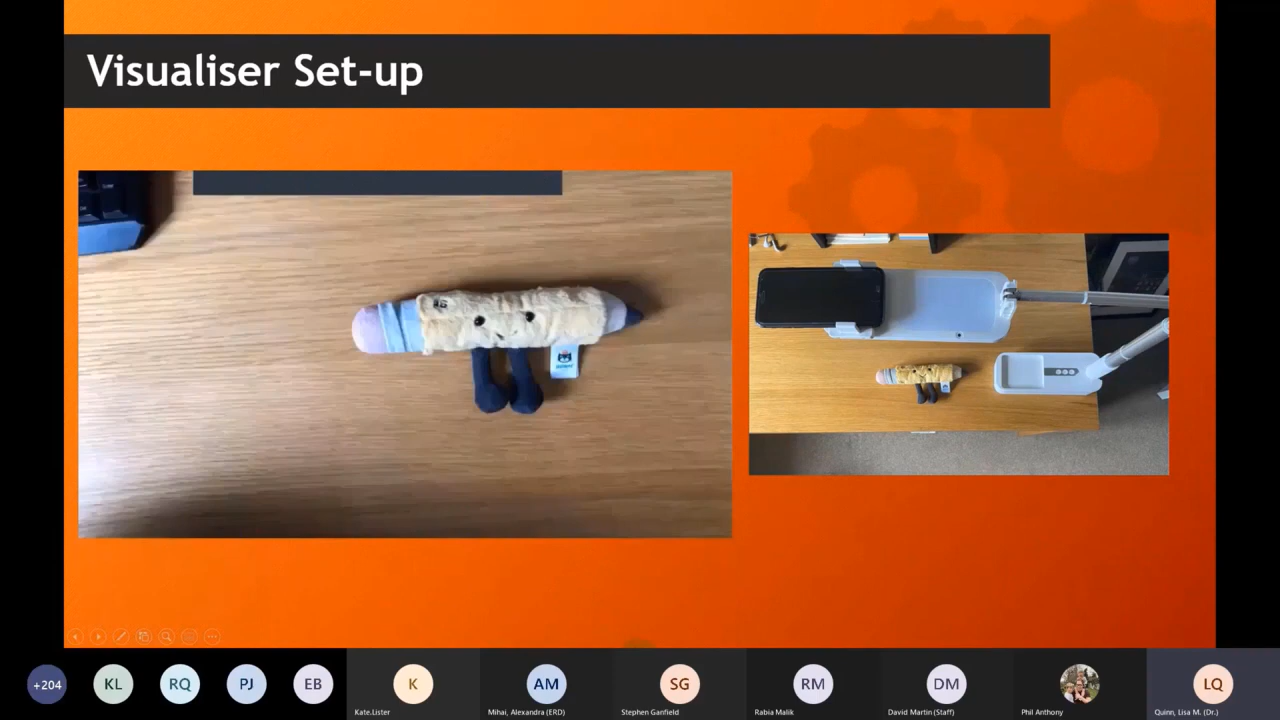 Visualiser Set-up
+204
KL
RQ
PJ
EB
K
AM
SG
RM
DM
LQ
Kate.Lister
Mihai, Alexandra (ERD)
Stephen Ganfield
Rabia Malik
David Martin (Staff)
Phil Anthony
Quinn, Lisa M. (Dr.)